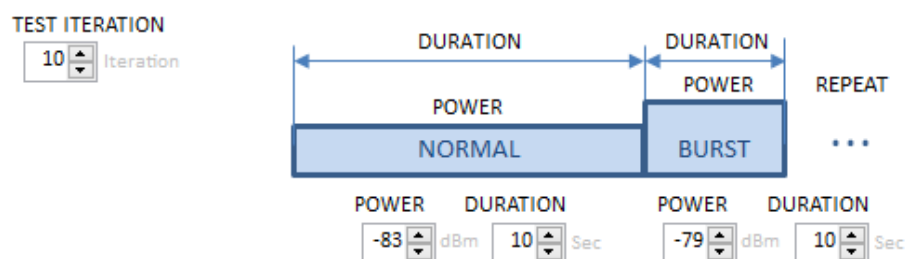 TEST ITERATION
10 Iteration
DURATION DURATION
POWER REPEAT
POWER
NORMAL BURST ...
POWER DURATION POWER DURATION
-83 dBm 10 Sec -79 dBm 10 Sec